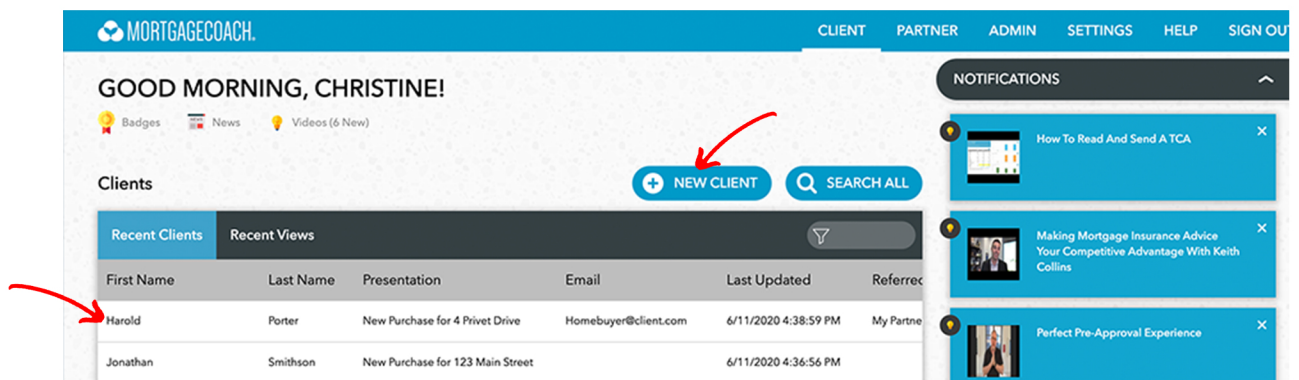 MORTGAGECOACH.
CLIENT PARTNER ADMIN SETTINGS HELP SIGN OU
GOOD MORNING, CHRISTINE!
Badges News Videos (6 New)
Clients
NEW CLIENT SEARCH ALL
Recent Clients Recent Views
First Name Last Name Presentation Email Last Updated Referred
Harold Porter New Purchase for 4 Privet Drive Homebuyer@client.com 6/11/2020 4:38:59 PM My Partne
Jonathan Smithson New Purchase for 123 Main Street 6/11/2020 4:36:56 PM
NOTIFICATIONS
How To Read And Send A TCA
Making Mortgage Insurance Advice
Your Competitive Advantage With Keith
Collins
Perfect Pre-Approval Experience